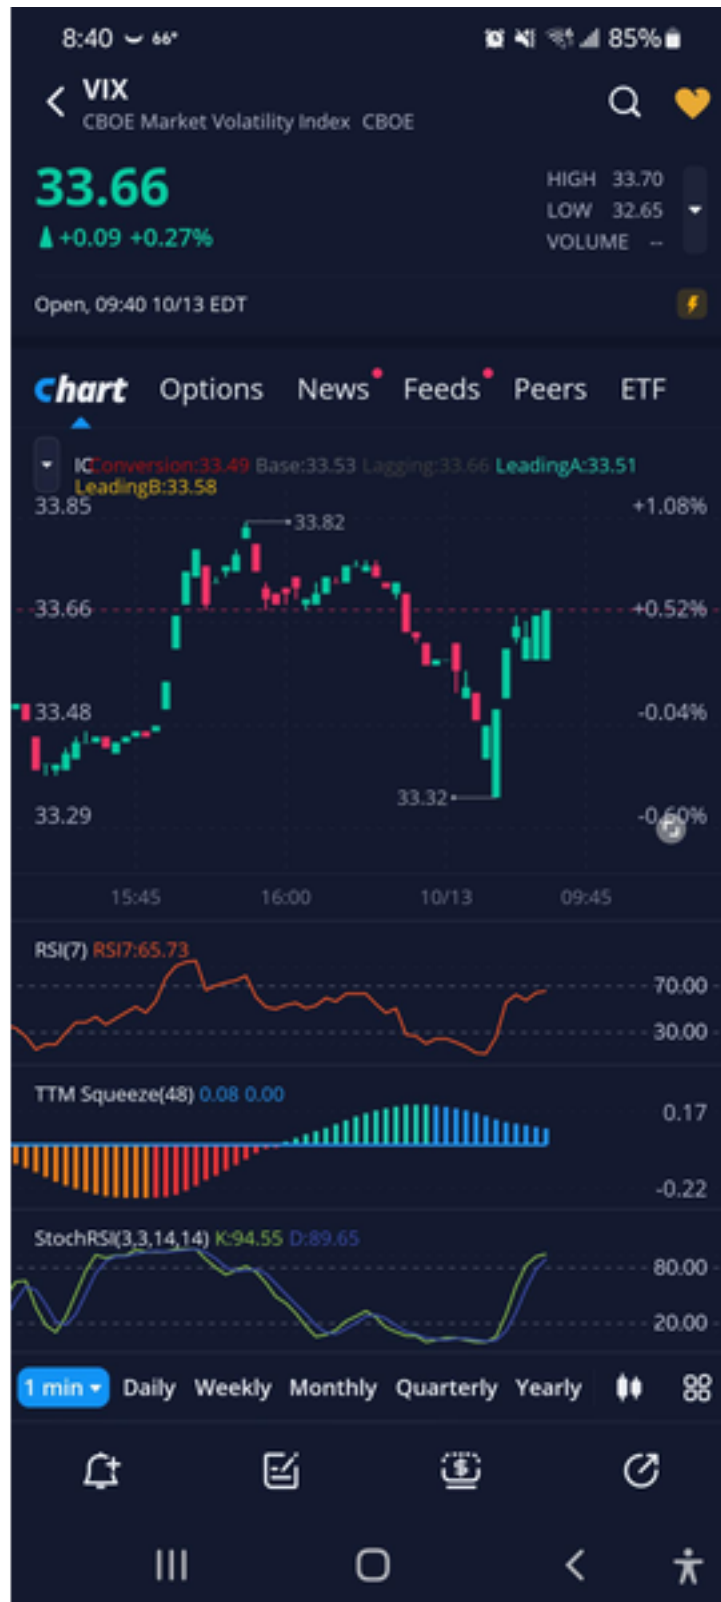 8:40 66°
85%
VIX
CBOE Market Volatility Index CBOE
33.66
+0.09 +0.27%
HIGH 33.70
LOW 32.65
VOLUME --
Open, 09:40 10/13 EDT
Chart Options News Feeds Peers ETF
IC Conversion:33.49 Base:33.53 Lagging:33.66 LeadingA:33.51
LeadingB:33.58
33.85 +1.08%
33.82
33.66 +0.52%
33.48 -0.04%
33.32
33.29 -0.60%
15:45 16:00 10/13 09:45
RSI(7) RSI7:65.73
70.00
30.00
TTM Squeeze(48) 0.08 0.00
0.17
-0.22
StochRSI(3,3,14,14) K:94.55 D:89.65
80.00
20.00
1 min Daily Weekly Monthly Quarterly Yearly